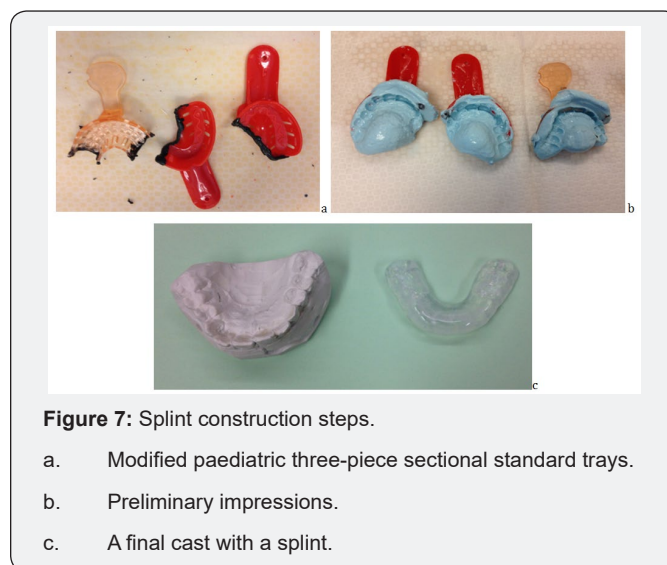 a
b
c
Figure 7: Splint construction steps.
a. Modified paediatric three-piece sectional standard trays.
b. Preliminary impressions.
c. A final cast with a splint.